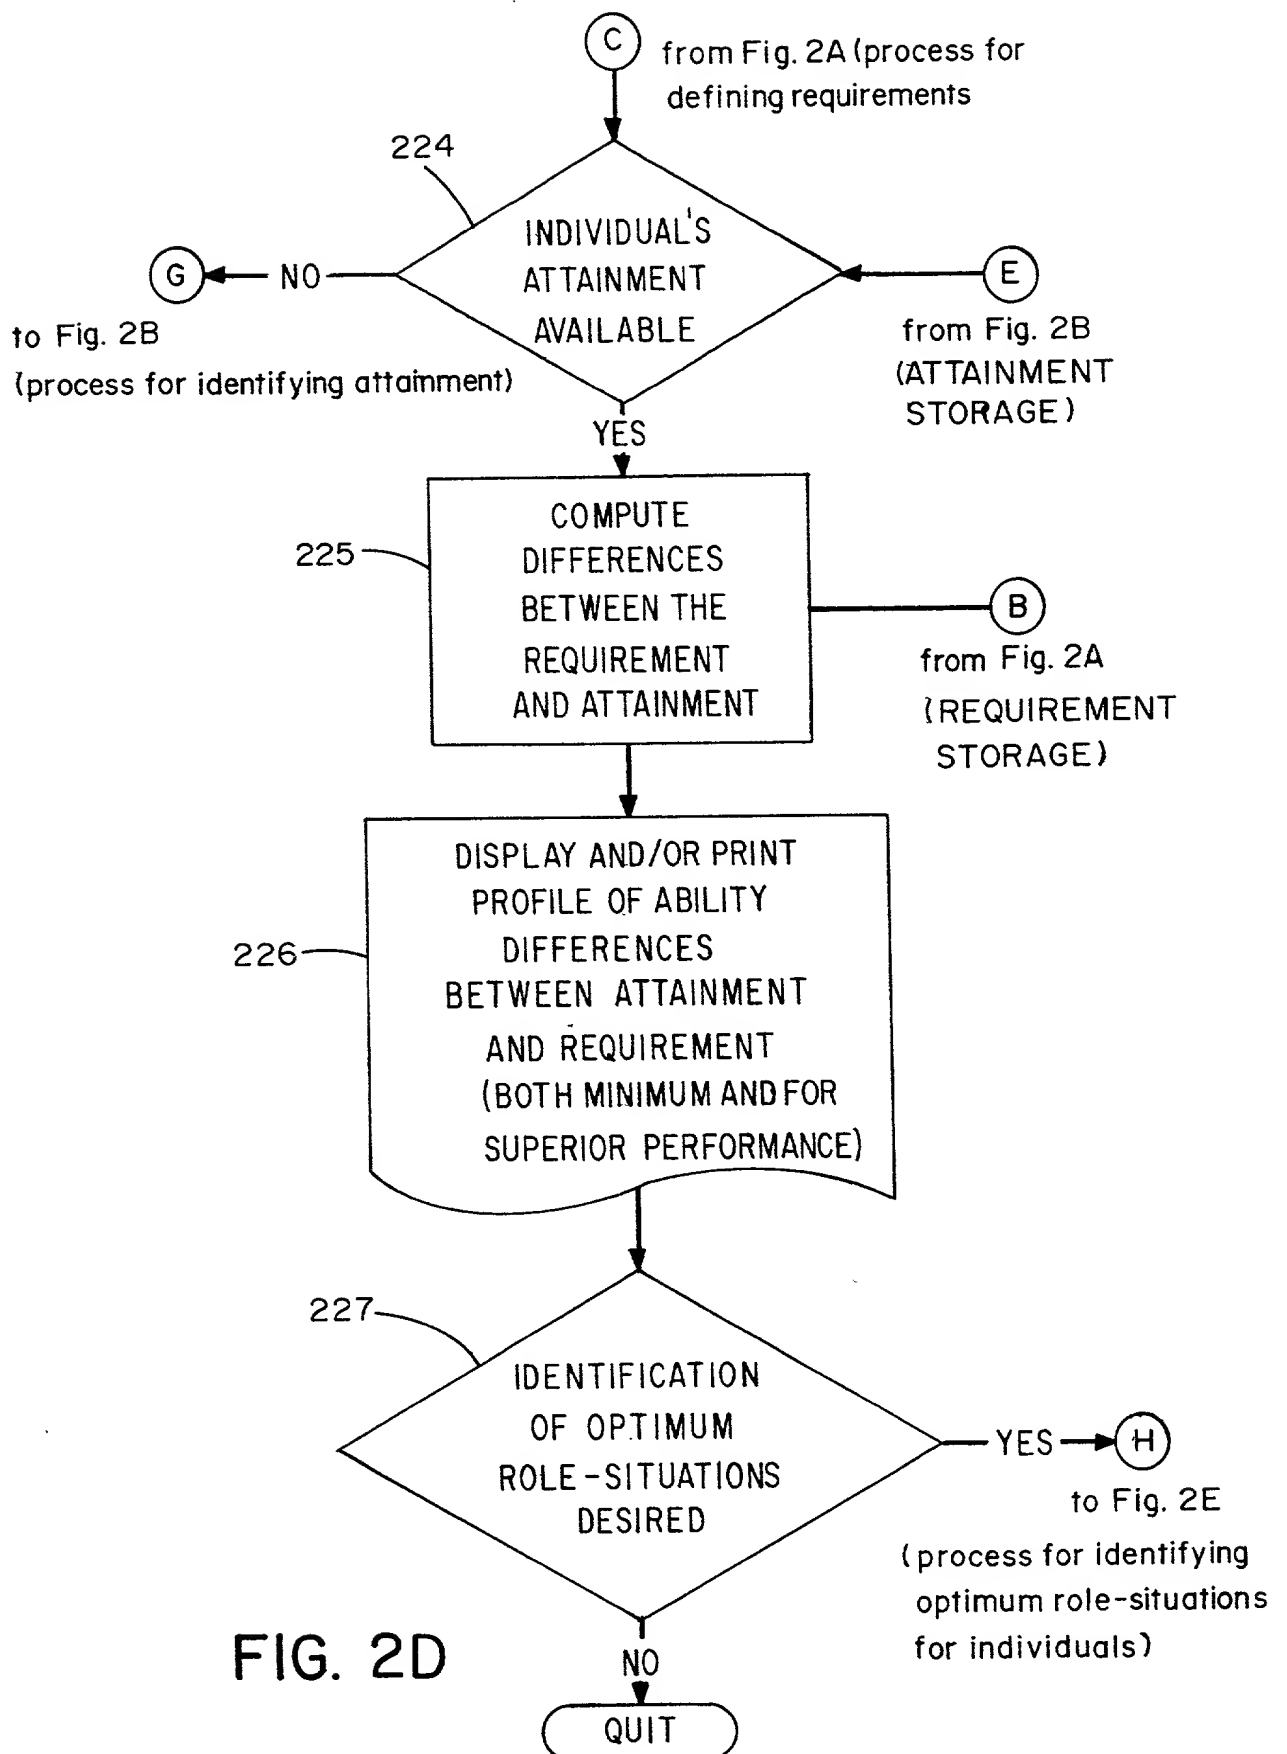 C
from Fig. 2A (process for
defining requirements
224
INDIVIDUAL'S
ATTAINMENT
AVAILABLE
G
NO
E
to Fig. 2B
(process for identifying attainment)
from Fig. 2B
(ATTAINMENT
STORAGE)
YES
225
COMPUTE
DIFFERENCES
BETWEEN THE
REQUIREMENT
AND ATTAINMENT
B
from Fig. 2A
(REQUIREMENT
STORAGE)
226
DISPLAY AND/OR PRINT
PROFILE OF ABILITY
DIFFERENCES
BETWEEN ATTAINMENT
AND REQUIREMENT
(BOTH MINIMUM AND FOR
SUPERIOR PERFORMANCE)
227
IDENTIFICATION
OF OPTIMUM
ROLE-SITUATIONS
DESIRED
YES
H
to Fig. 2E
(process for identifying
optimum role-situations
for individuals)
NO
QUIT
FIG. 2D